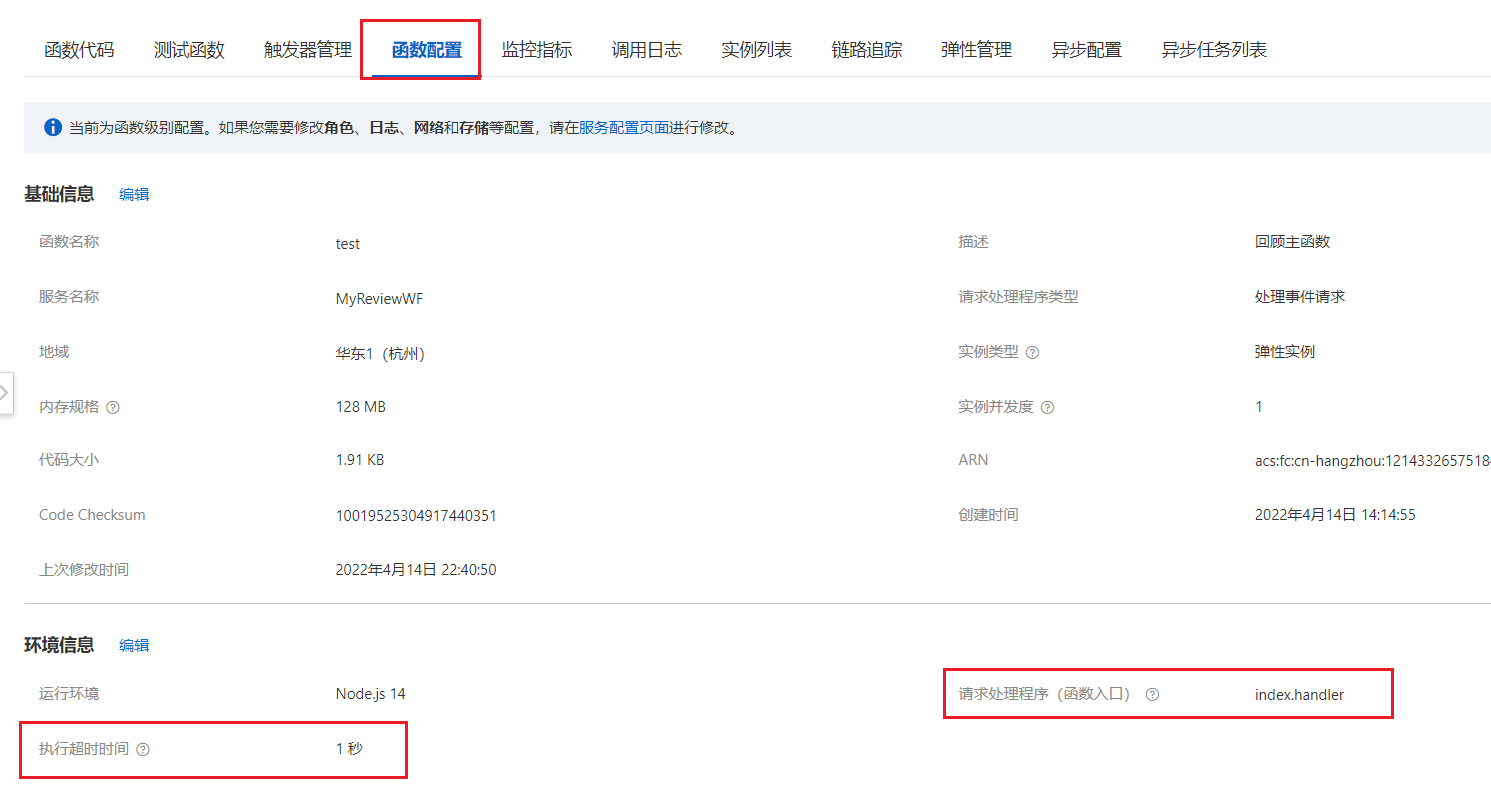 函数代码 测试函数 触发器管理 函数配置 监控指标 调用日志 实例列表 链路追踪 弹性管理 异步配置 异步任务列表
当前为函数级别配置。如果您需要修改角色、日志、网络和存储等配置，请在服务配置页面进行修改。
基础信息 编辑
函数名称 test 描述 回顾主函数
服务名称 MyReviewWF 请求处理程序类型 处理事件请求
地域 华东1（杭州） 实例类型 弹性实例
内存规格 128 MB 实例并发度 1
代码大小 1.91 KB ARN acs:fc:cn-hangzhou:1214332657518
Code Checksum 10019525304917440351 创建时间 2022年4月14日 14:14:55
上次修改时间 2022年4月14日 22:40:50
环境信息 编辑
运行环境 Node.js 14 请求处理程序（函数入口） index.handler
执行超时时间 1 秒